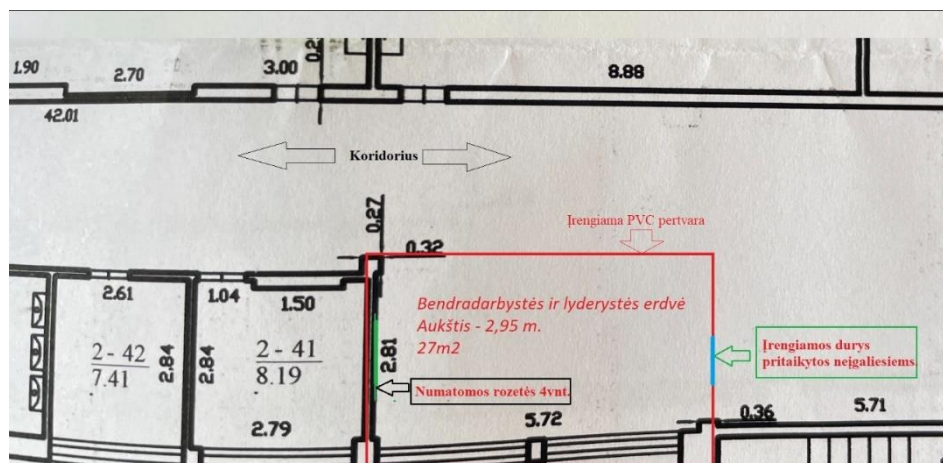 0.2
1.90
2.70
3.00
8.88
42.01
Koridorius
0.27
0.32
Įrengiama PVC pertvara
2.61
1.04
1.50
Bendradarbystės ir lyderystės erdvė
Aukštis - 2,95 m.
27m2
2 - 42
7.41
2.84
2.84
2 - 41
8.19
2.81
Įrengiamos durys
pritaikytos neįgaliesiems.
Numatomos rozetės 4vnt.
2.79
5.72
0.36
5.71